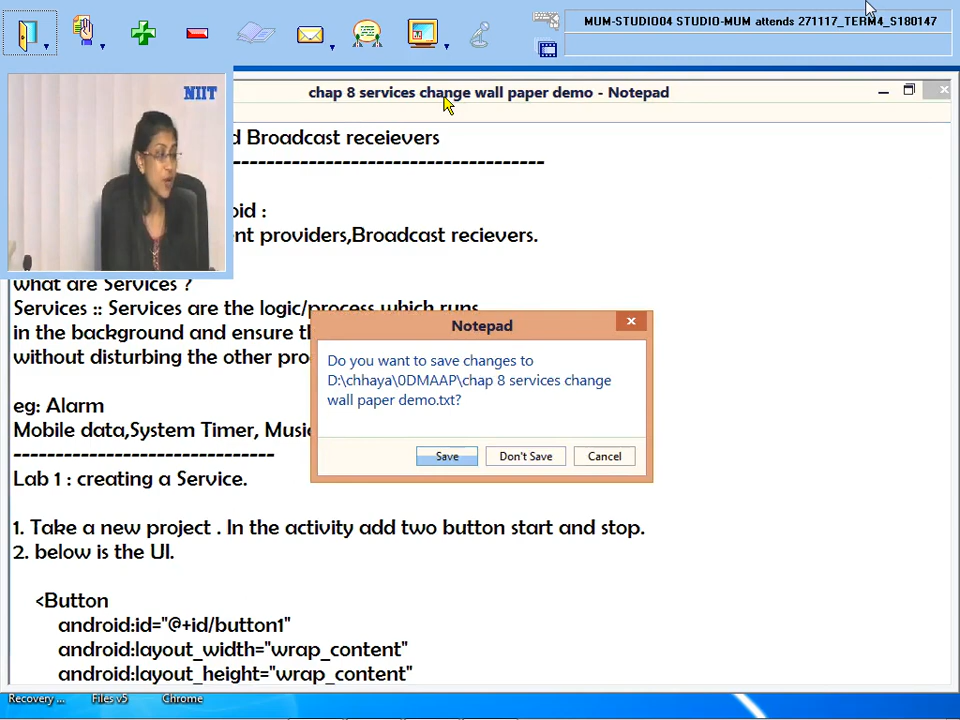 MUM-STUDIO04 STUDIO-MUM attends 271117_TERM4_S180147
NIIT
chap 8 services change wall paper demo - Notepad
d Broadcast receievers
--------------------------------------------
oid :
nt providers,Broadcast recievers.
what are Services ?
Services :: Services are the logic/process which runs
in the background and ensure th
without disturbing the other pro
eg: Alarm
Mobile data,System Timer, Music
-------------------------------
Lab 1 : creating a Service.
1. Take a new project . In the activity add two button start and stop.
2. below is the UI.
<Button
android:id="@+id/button1"
android:layout_width="wrap_content"
android:layout_height="wrap_content"
Notepad
Do you want to save changes to
D:\chhaya\0DMAAP\chap 8 services change
wall paper demo.txt?
Save
Don't Save
Cancel
Recovery ...
Files v5
Chrome